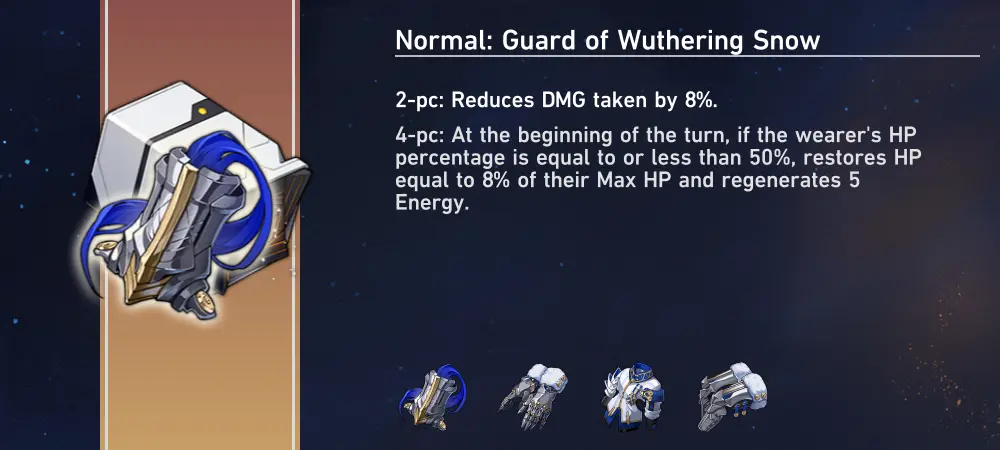 Normal: Guard of Wuthering Snow
2-pc: Reduces DMG taken by 8%.
4-pc: At the beginning of the turn, if the wearer's HP
percentage is equal to or less than 50%, restores HP
equal to 8% of their Max HP and regenerates 5
Energy.